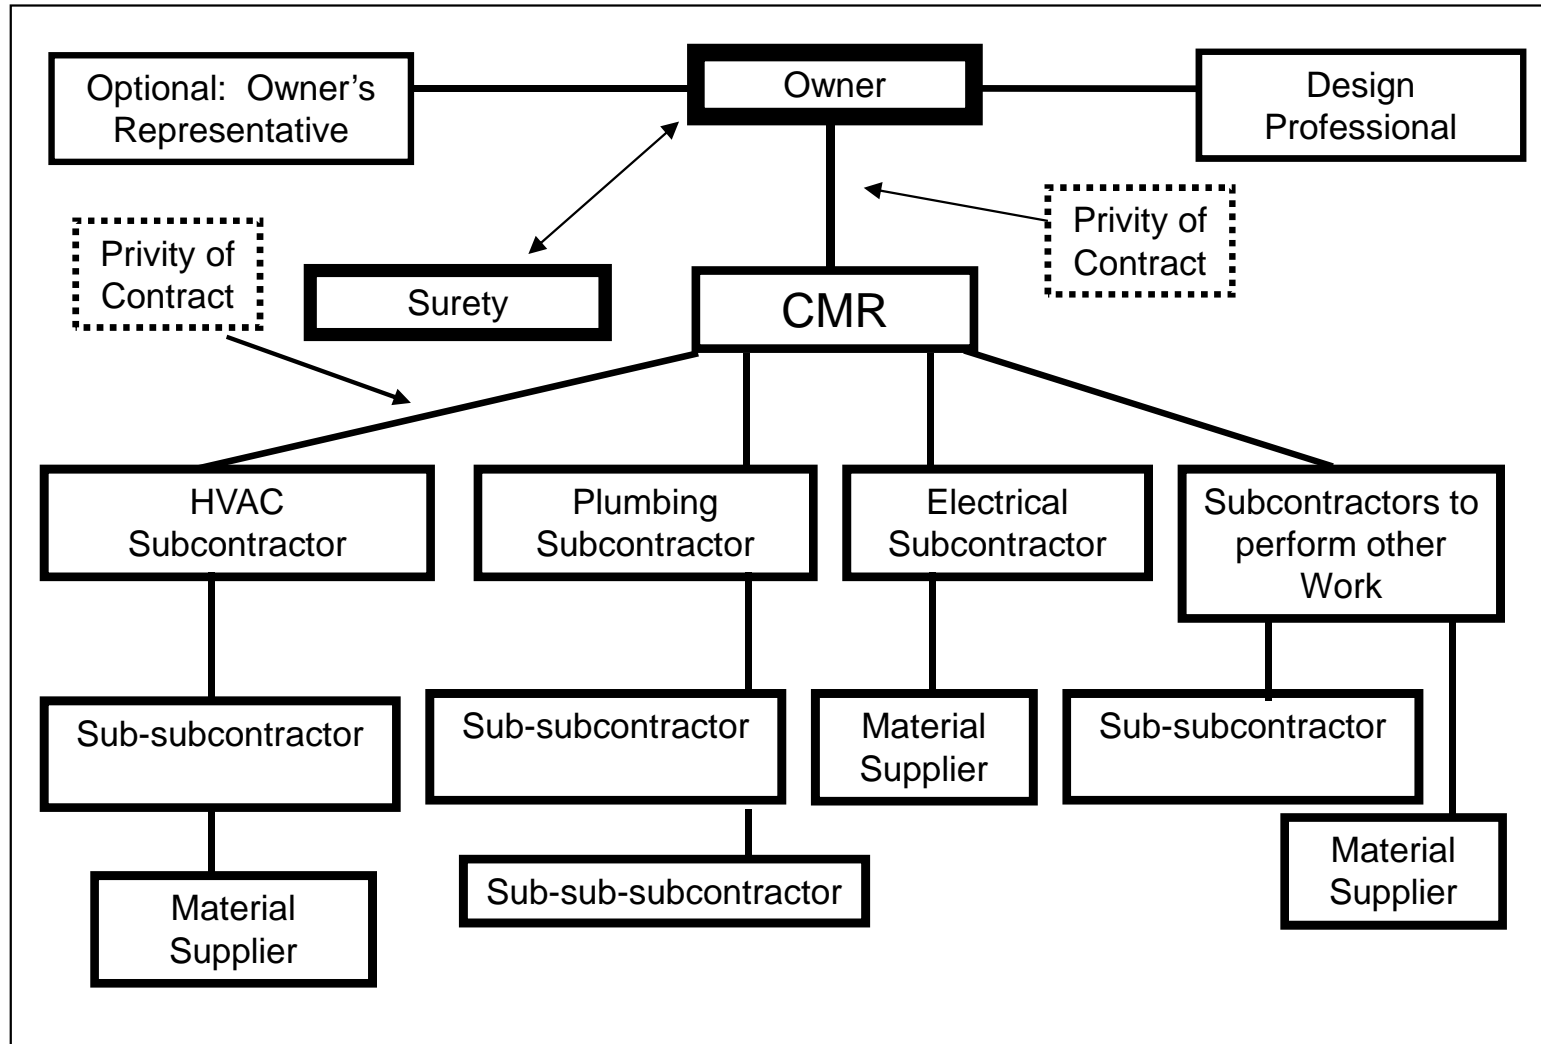 Optional:  Owner's
Representative
Owner
Design
Professional
Privity of
Contract
Surety
CMR
Privity of
Contract
HVAC
Subcontractor
Plumbing
Subcontractor
Electrical
Subcontractor
Subcontractors to
perform other
Work
Sub-subcontractor
Sub-subcontractor
Material
Supplier
Sub-subcontractor
Material
Supplier
Sub-sub-subcontractor
Material
Supplier